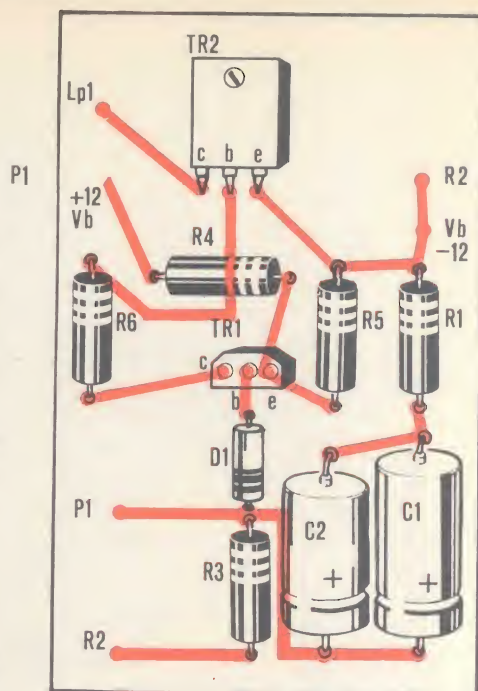 TR2
Lp1
c b e
P1
R2
+12
Vb
Vb
-12
R4
R6
TR1
R5
R1
c
b
e
D1
P1
C2
C1
R3
+
+
R2